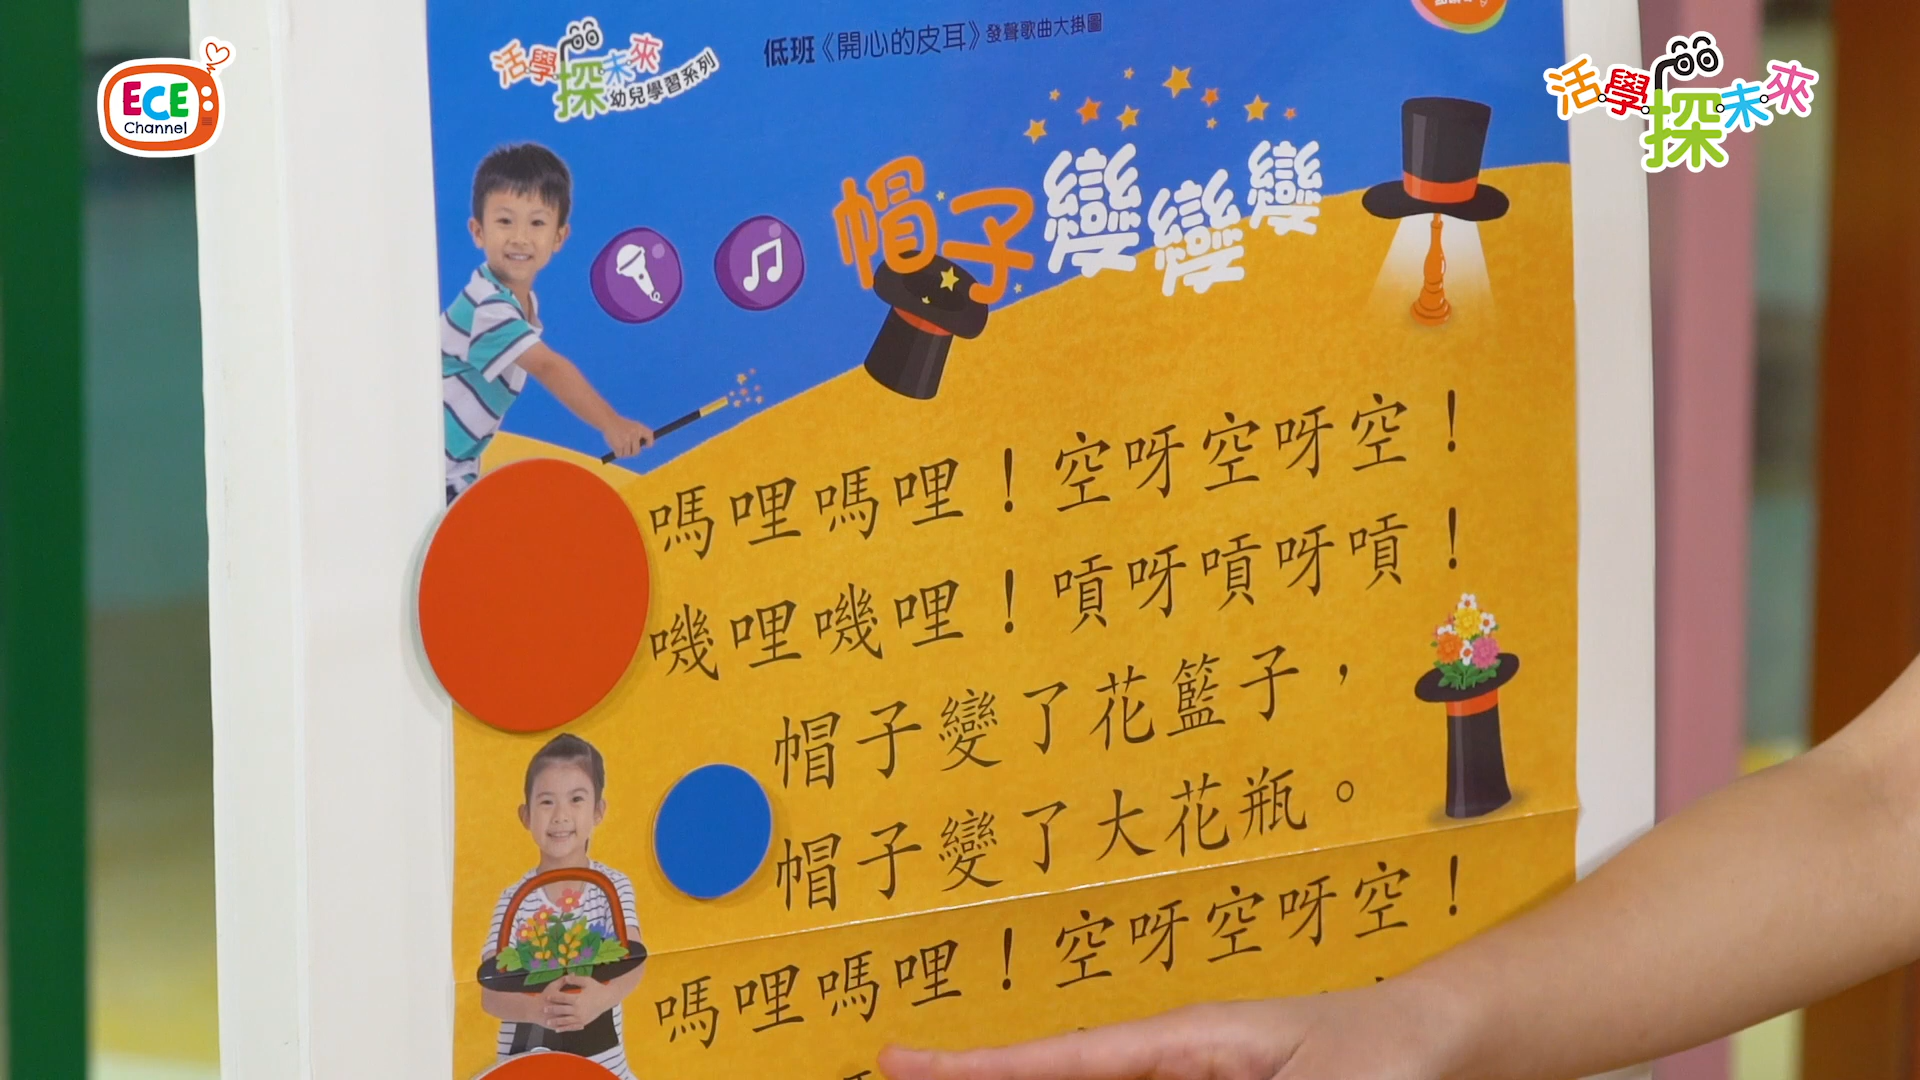 ECE
Channel
活學探未來
活學探未來
幼兒學習系列
低班《開心的皮耳》發聲歌曲大掛圖
帽子變變變
嗎哩嗎哩！空呀空呀空！
嘰哩嘰哩！嗊呀嗊呀嗊！
帽子變了花籃子，
帽子變了大花瓶。
嗎哩嗎哩！空呀空呀空！